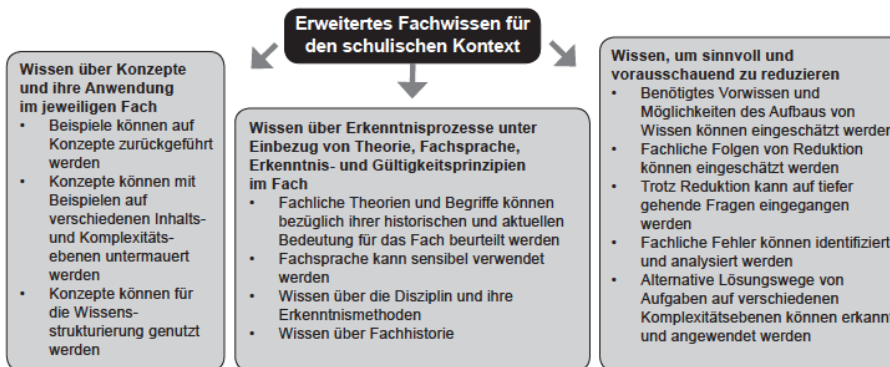 Erweitertes Fachwissen für
den schulischen Kontext
Wissen über Konzepte
und ihre Anwendung
im jeweiligen Fach
• Beispiele können auf
Konzepte zurückgeführt
werden
• Konzepte können mit
Beispielen auf
verschiedenen Inhalts-
und Komplexitäts-
ebenen untermauert
werden
• Konzepte können für
die Wissens-
strukturierung genutzt
werden
Wissen über Erkenntnisprozesse unter
Einbezug von Theorie, Fachsprache,
Erkenntnis- und Gültigkeitsprinzipien
im Fach
• Fachliche Theorien und Begriffe können
bezüglich ihrer historischen und aktuellen
Bedeutung für das Fach beurteilt werden
• Fachsprache kann sensibel verwendet
werden
• Wissen über die Disziplin und ihre
Erkenntnismethoden
• Wissen über Fachhistorie
Wissen, um sinnvoll und
vorausschauend zu reduzieren
• Benötigtes Vorwissen und
Möglichkeiten des Aufbaus von
Wissen können eingeschätzt werden
• Fachliche Folgen von Reduktion
können eingeschätzt werden
• Trotz Reduktion kann auf tiefer
gehende Fragen eingegangen
werden
• Fachliche Fehler können identifiziert
und analysiert werden
• Alternative Lösungswege von
Aufgaben auf verschiedenen
Komplexitätsebenen können erkannt
und angewendet werden